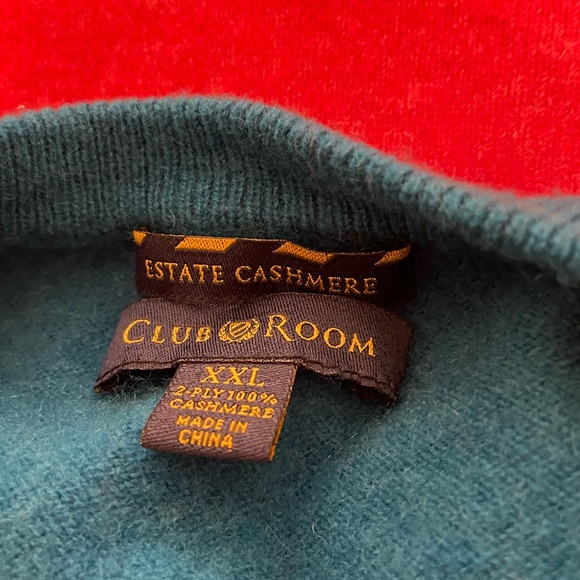 ESTATE CASHMERE
CLUB ROOM
XXL
2-PLY 100%
CASHMERE
MADE IN
CHINA